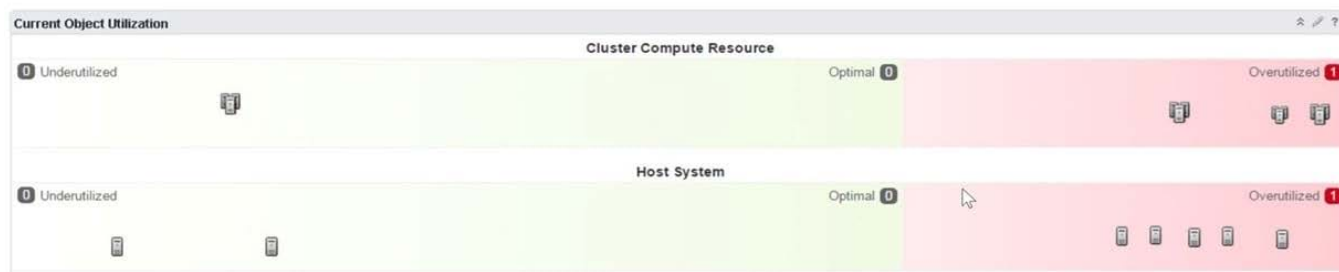 Current Object Utilization ?
Cluster Compute Resource
0 Underutilized Optimal 0 Overutilized 1
Host System
0 Underutilized Optimal 0 Overutilized 1